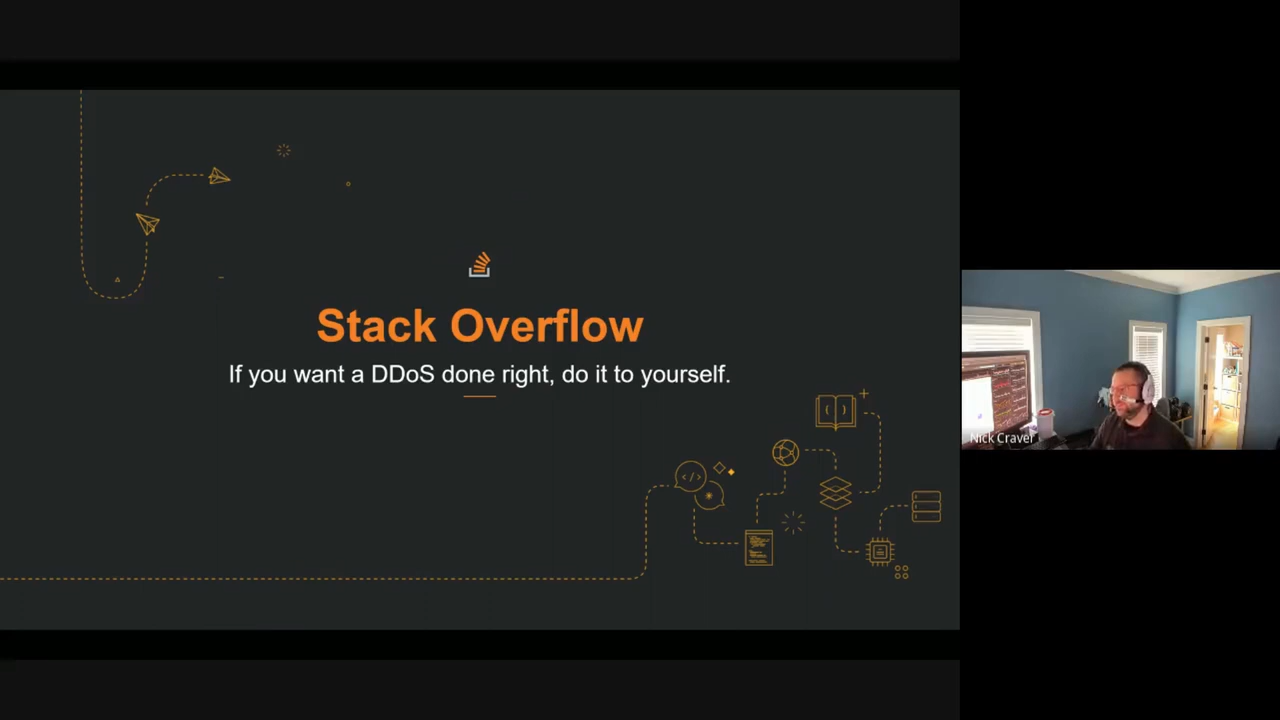 Stack Overflow
If you want a DDoS done right, do it to yourself.
Nick Craver